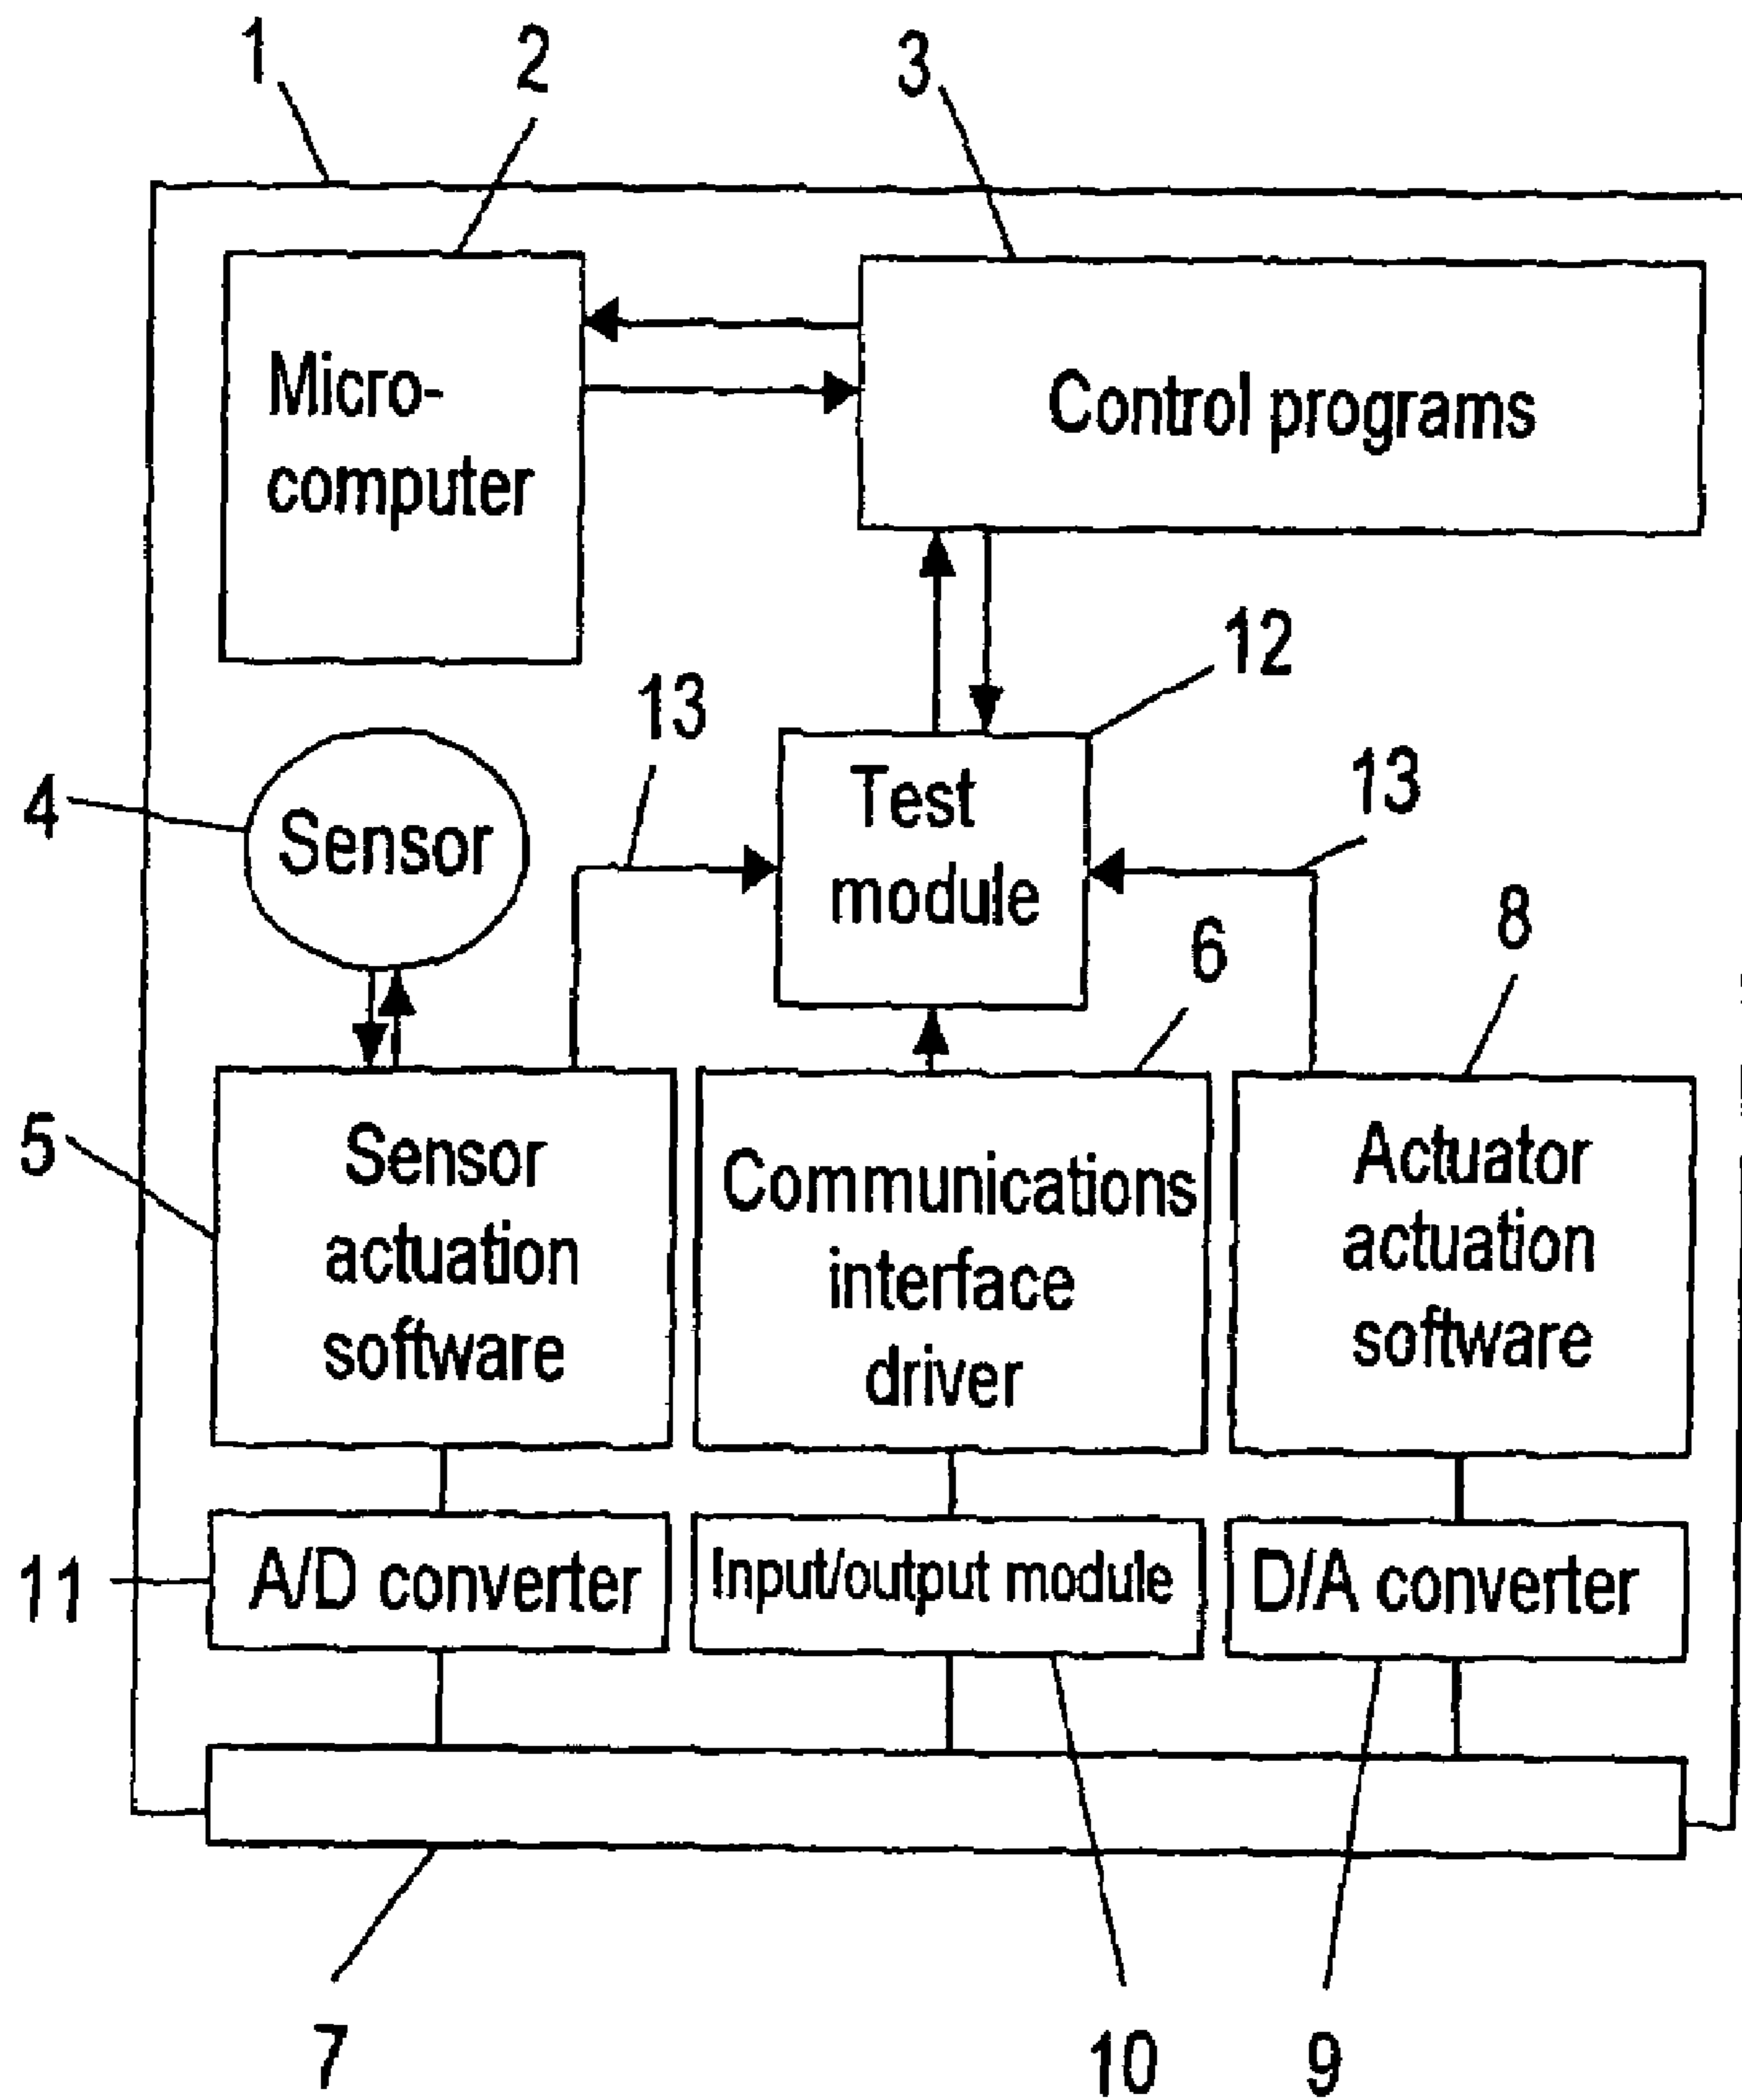 1
2
3
Micro-
computer
Control programs
12
13
13
4
Sensor
Test
module
6
8
5
Sensor
actuation
software
Communications
interface
driver
Actuator
actuation
software
11
A/D converter
Input/output module
D/A converter
7
10
9